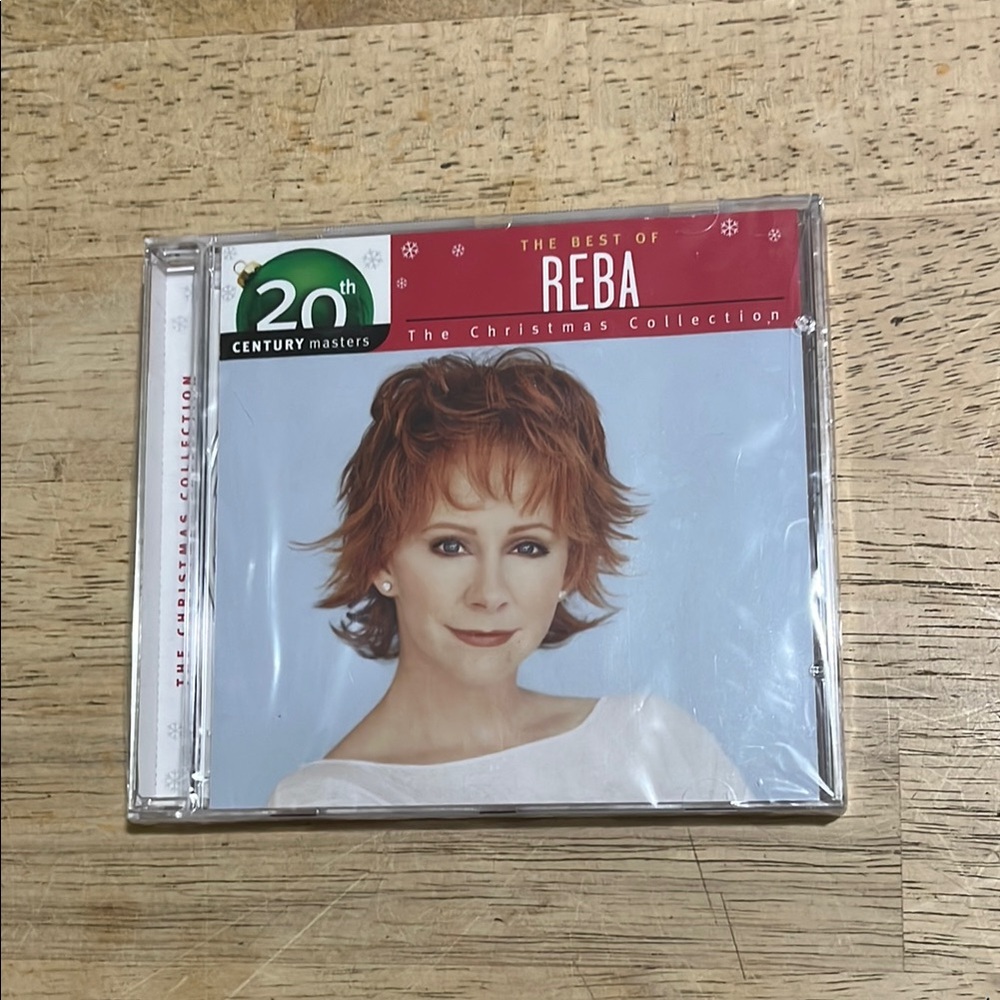 20th
CENTURY masters
THE BEST OF
REBA
The Christmas Collection
THE CHRISTMAS COLLECTION